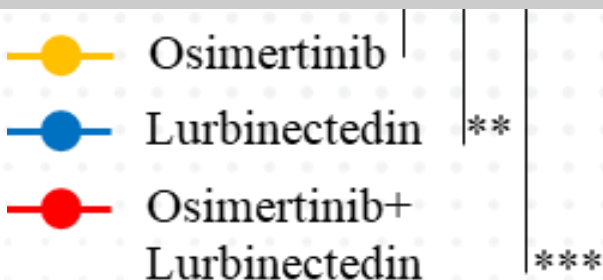 Osimertinib
Lurbinectedin **
Osimertinib+
Lurbinectedin ***